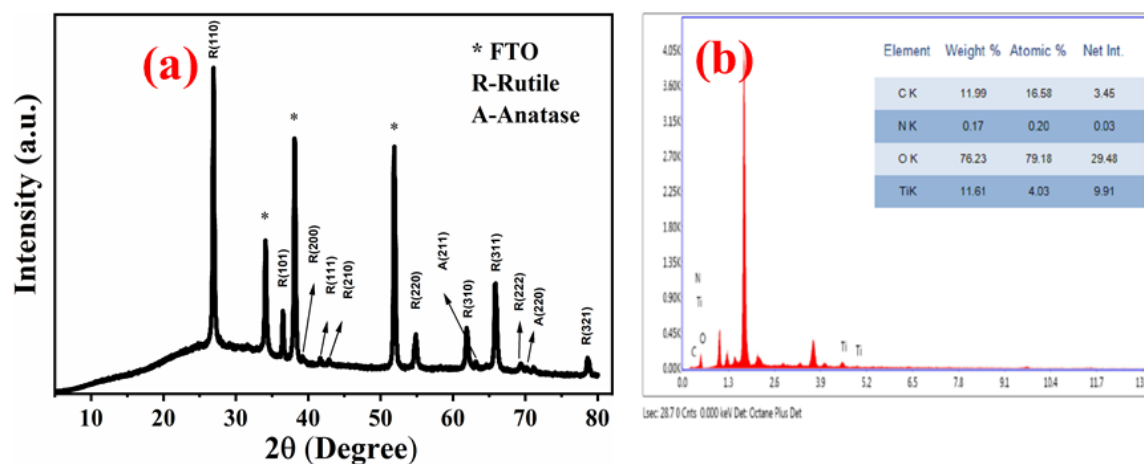 (a)
* FTO
R-Rutile
A-Anatase
R(110)
*
R(101)
*
R(200)
R(111)
R(210)
*
R(220)
A(211)
R(310)
R(311)
R(222)
A(220)
R(321)
Intensity (a.u.)
10 20 30 40 50 60 70 80
2θ (Degree)
(b)
Element Weight % Atomic % Net Int.
C K 11.99 16.58 3.45
N K 0.17 0.20 0.03
O K 76.23 79.18 29.48
TiK 11.61 4.03 9.91
4.05K
3.60K
3.15K
2.70K
2.25K
1.80K
1.35K
0.90K
0.45K
0.00K
N
Ti
O
C
Ti
Ti
0.0 1.3 2.6 3.9 5.2 6.5 7.8 9.1 10.4 11.7 13.
Lsec: 28.7 0 Cnts 0.000 keV Det: Octane Plus Det